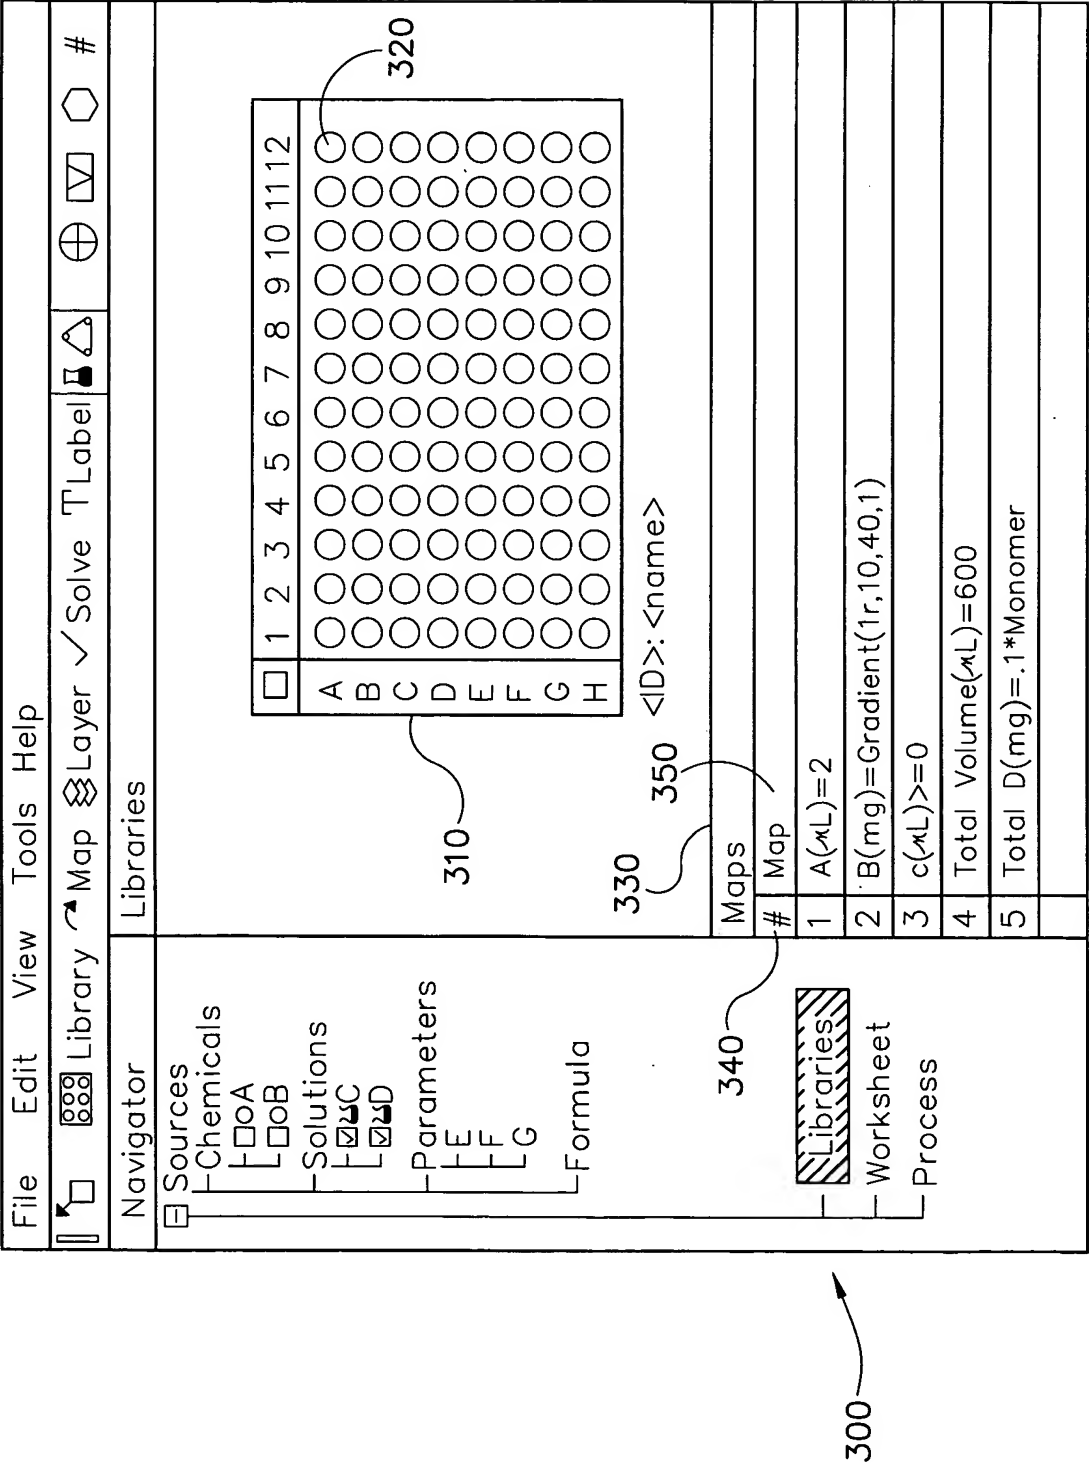 File Edit View Tools Help
Library Map Layer Solve Label #
Navigator
Libraries
Sources
Chemicals
A
B
Solutions
C
D
Parameters
E
F
G
Formula
Libraries
Worksheet
Process
1 2 3 4 5 6 7 8 9 10 11 12
A
B
C
D
E
F
G
H
<ID>: <name>
310
320
330
350
340
300
Maps
# Map
1 A(μL)=2
2 B(mg)=Gradient(1r,10,40,1)
3 c(μL)>=0
4 Total Volume(μL)=600
5 Total D(mg)=.1*Monomer